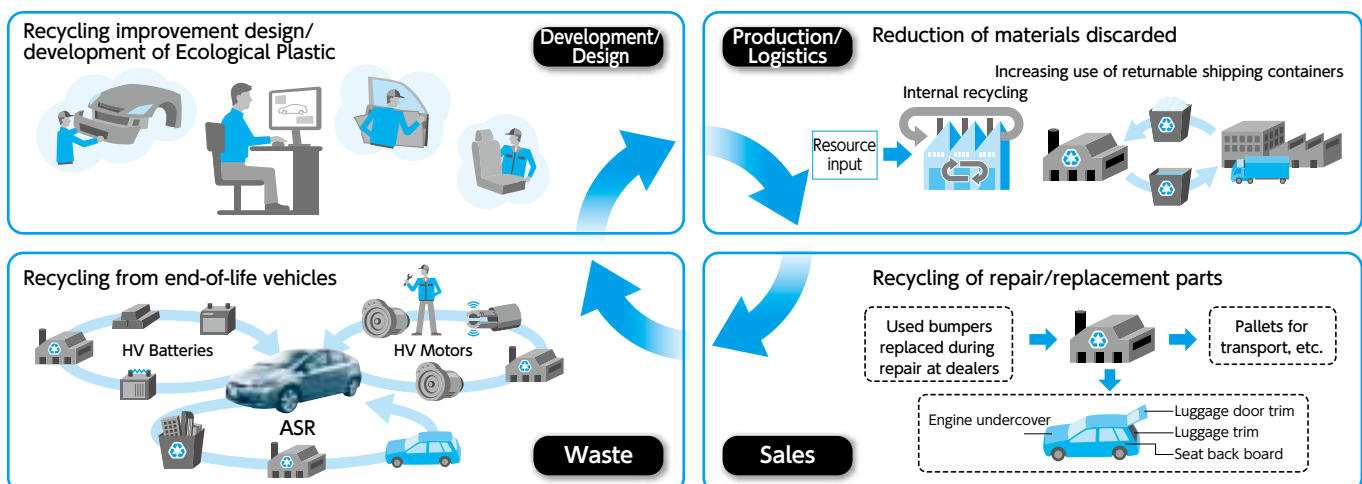 Recycling improvement design/
development of Ecological Plastic
Development/
Design
Production/
Logistics
Reduction of materials discarded
Increasing use of returnable shipping containers
Internal recycling
Resource
input
Recycling from end-of-life vehicles
HV Batteries
HV Motors
ASR
Waste
Sales
Recycling of repair/replacement parts
Used bumpers
replaced during
repair at dealers
Pallets for
transport, etc.
Engine undercover
Luggage door trim
Luggage trim
Seat back board